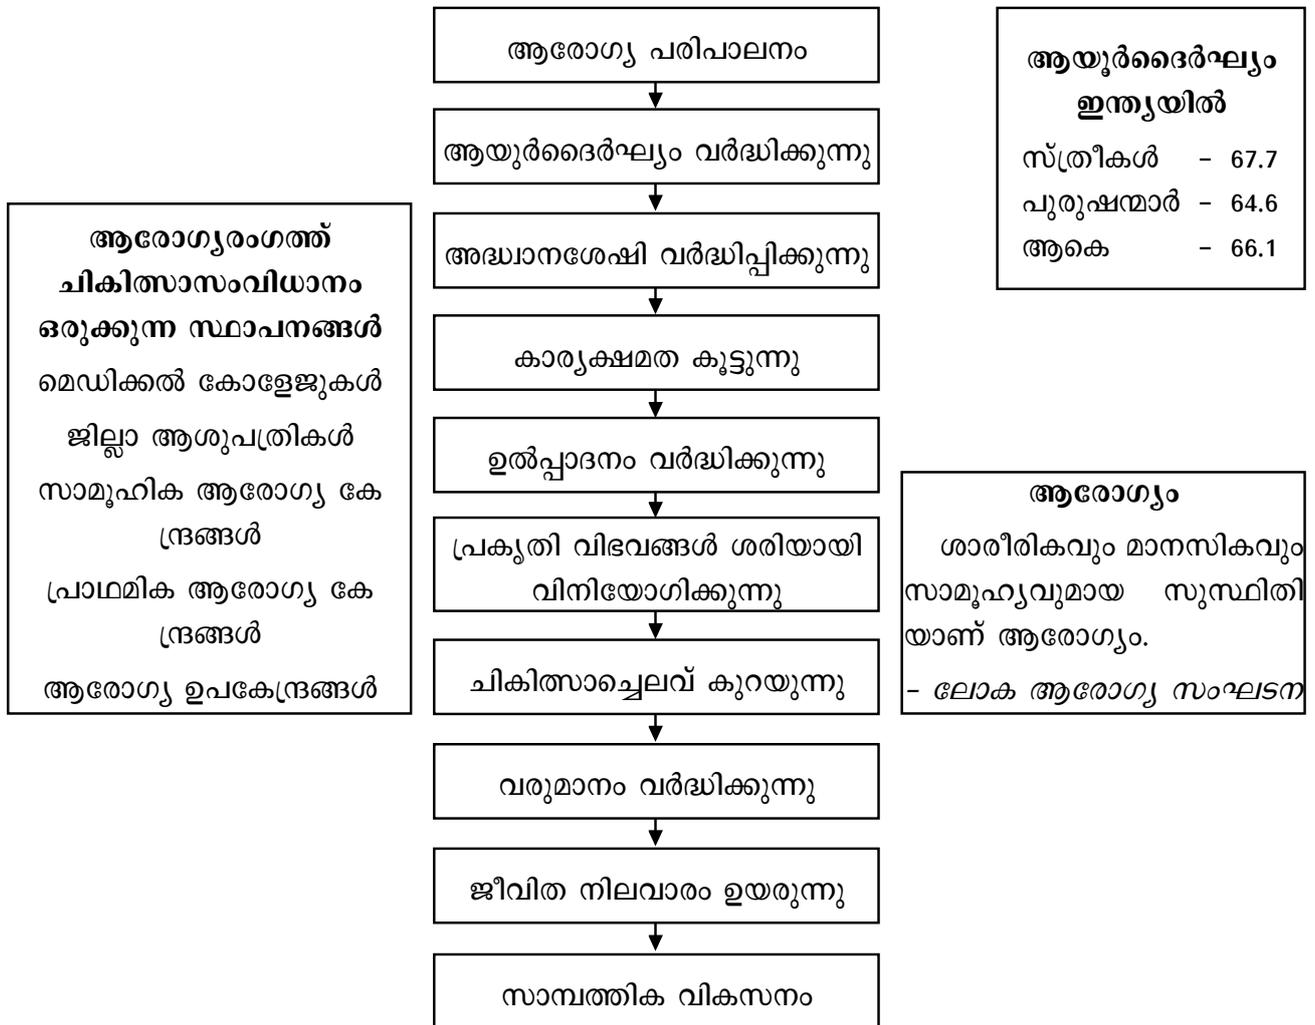 ആരോഗ്യ പരിപാലനം
ആയുർദൈർഘ്യം വർദ്ധിക്കുന്നു
അദ്ധ്വാനശേഷി വർദ്ധിപ്പിക്കുന്നു
കാര്യക്ഷമത കൂട്ടുന്നു
ഉൽപ്പാദനം വർദ്ധിക്കുന്നു
പ്രകൃതി വിഭവങ്ങൾ ശരിയായി
വിനിയോഗിക്കുന്നു
ചികിത്സാച്ചെലവ് കുറയുന്നു
വരുമാനം വർദ്ധിക്കുന്നു
ജീവിത നിലവാരം ഉയരുന്നു
സാമ്പത്തിക വികസനം
ആരോഗ്യരംഗത്ത്
ചികിത്സാസംവിധാനം
ഒരുക്കുന്ന സ്ഥാപനങ്ങൾ
മെഡിക്കൽ കോളേജുകൾ
ജില്ലാ ആശുപത്രികൾ
സാമൂഹിക ആരോഗ്യ കേ
ന്ദ്രങ്ങൾ
പ്രാഥമിക ആരോഗ്യ കേ
ന്ദ്രങ്ങൾ
ആരോഗ്യ ഉപകേന്ദ്രങ്ങൾ
ആയൂർദൈർഘ്യം
ഇന്ത്യയിൽ
സ്ത്രീകൾ – 67.7
പുരുഷന്മാർ – 64.6
ആകെ – 66.1
ആരോഗ്യം
ശാരീരികവും മാനസികവും
സാമൂഹ്യവുമായ സുസ്ഥിതി
യാണ് ആരോഗ്യം.
– ലോക ആരോഗ്യ സംഘടന